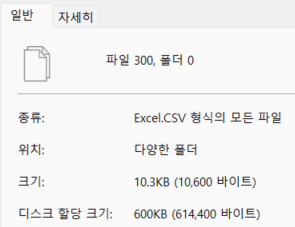 일반 자세히
파일 300, 폴더 0
종류: Excel.CSV 형식의 모든 파일
위치: 다양한 폴더
크기: 10.3KB (10,600 바이트)
디스크 할당 크기: 600KB (614,400 바이트)